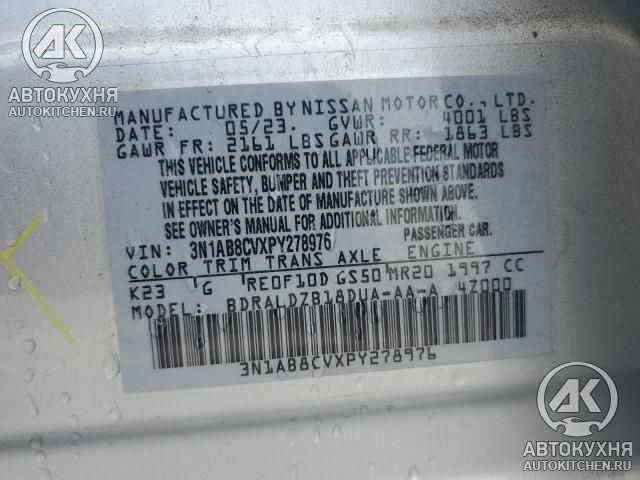 АК
АВТОКУХНЯ
AUTOKITCHEN.RU
MANUFACTURED BY NISSAN MOTOR CO., LTD.
DATE: 05/23. GVWR: 4001 LBS
GAWR FR: 2161 LBS GAWR RR: 1863 LBS
THIS VEHICLE CONFORMS TO ALL APPLICABLE FEDERAL MOTOR
VEHICLE SAFETY, BUMPER AND THEFT PREVENTION STANDARDS
IN EFFECT ON THE DATE OF MANUFACTURE SHOWN ABOVE.
SEE OWNER'S MANUAL FOR ADDITIONAL INFORMATION.
VIN: 3N1AB8CVXPY278976 PASSENGER CAR.
COLOR TRIM TRANS AXLE ENGINE
K23 G RE0F10D GS50 MR20 1997 CC
MODEL: BDRALDZB18DUA-AA-A 4Z000
3N1AB8CVXPY278976
АК
АВТОКУХНЯ
AUTOKITCHEN.RU